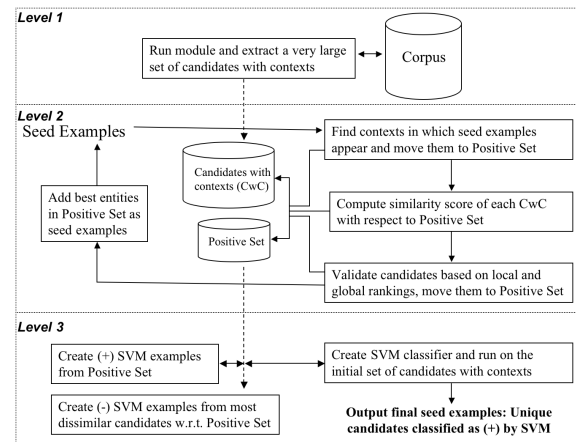 Level 1
Run module and extract a very large
set of candidates with contexts
Corpus
Level 2
Seed Examples
Find contexts in which seed examples
appear and move them to Positive Set
Candidates with
contexts (CwC)
Add best entities
in Positive Set as
seed examples
Compute similarity score of each CwC
with respect to Positive Set
Positive Set
Validate candidates based on local and
global rankings, move them to Positive Set
Level 3
Create (+) SVM examples
from Positive Set
Create SVM classifier and run on the
initial set of candidates with contexts
Create (-) SVM examples from most
dissimilar candidates w.r.t. Positive Set
Output final seed examples: Unique
candidates classified as (+) by SVM